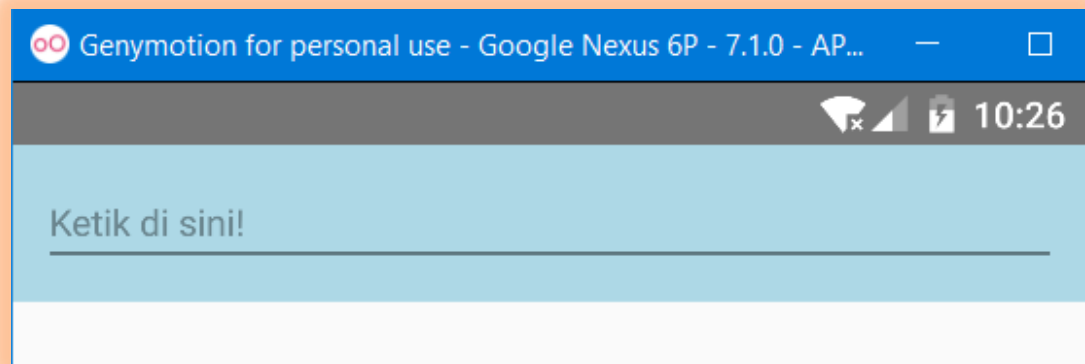 Genymotion for personal use - Google Nexus 6P - 7.1.0 - AP...
10:26
Ketik di sini!